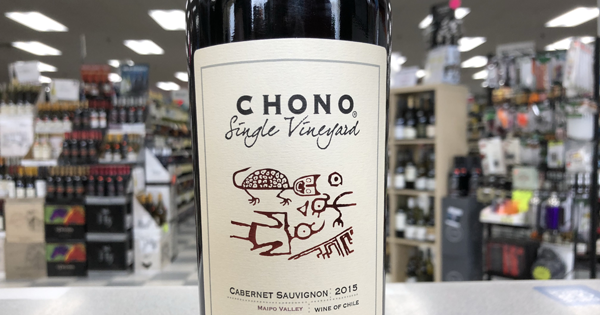 CHONO®
Single Vineyard
CABERNET SAUVIGNON 2015
MAIPO VALLEY WINE OF CHILE